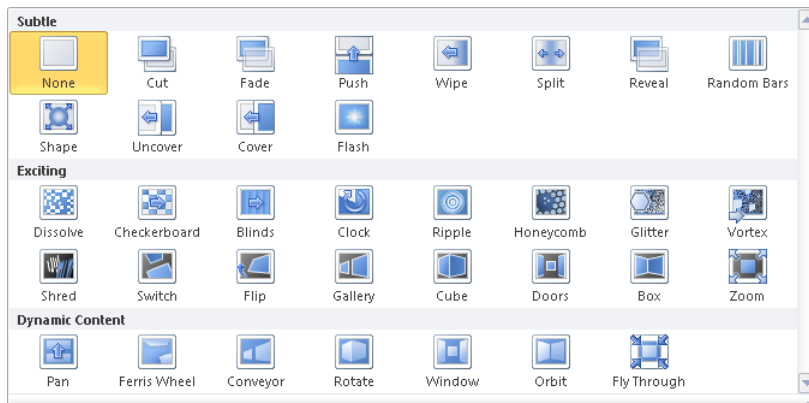 Subtle
None Cut Fade Push Wipe Split Reveal Random Bars
Shape Uncover Cover Flash
Exciting
Dissolve Checkerboard Blinds Clock Ripple Honeycomb Glitter Vortex
Shred Switch Flip Gallery Cube Doors Box Zoom
Dynamic Content
Pan Ferris Wheel Conveyor Rotate Window Orbit Fly Through